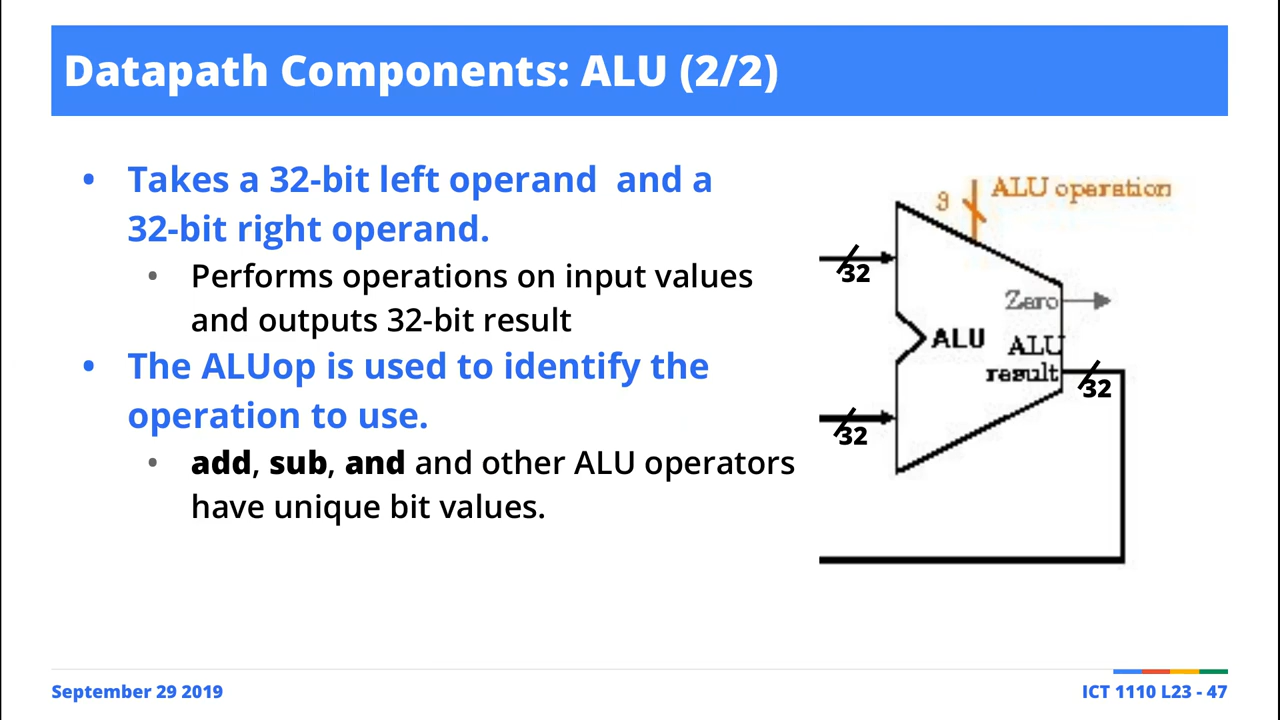 Datapath Components: ALU (2/2)
• Takes a 32-bit left operand and a
32-bit right operand.
• Performs operations on input values
and outputs 32-bit result
• The ALUop is used to identify the
operation to use.
• add, sub, and and other ALU operators
have unique bit values.
3 ALU operation
32
Zero
ALU
ALU
result
32
32
September 29 2019
ICT 1110 L23 - 47